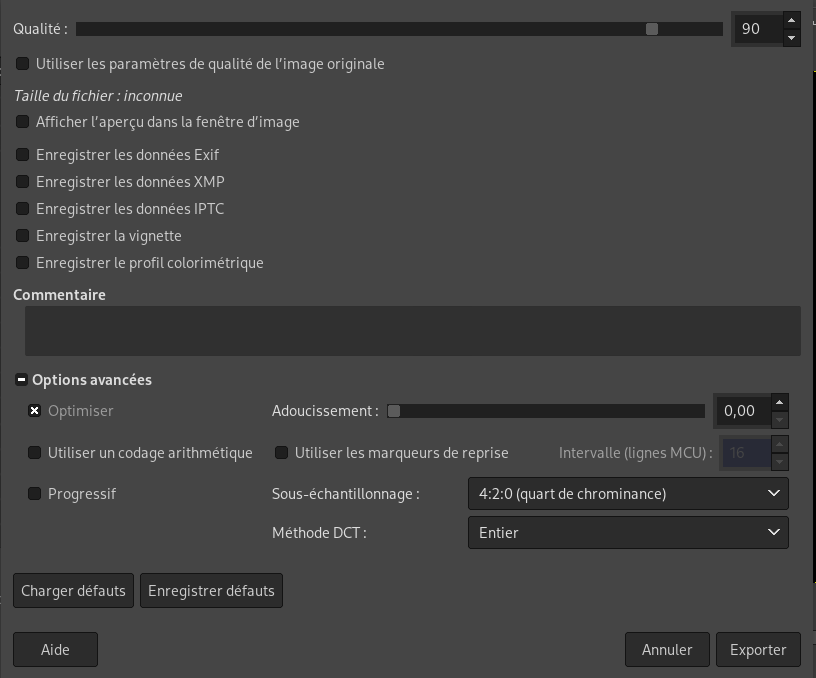 Qualité : 90
Utiliser les paramètres de qualité de l’image originale
Taille du fichier : inconnue
Afficher l’aperçu dans la fenêtre d’image
Enregistrer les données Exif
Enregistrer les données XMP
Enregistrer les données IPTC
Enregistrer la vignette
Enregistrer le profil colorimétrique
Commentaire
Options avancées
Optimiser Adoucissement : 0,00
Utiliser un codage arithmétique Utiliser les marqueurs de reprise Intervalle (lignes MCU) : 16
Progressif Sous-échantillonnage : 4:2:0 (quart de chrominance)
Méthode DCT : Entier
Charger défauts Enregistrer défauts
Aide Annuler Exporter